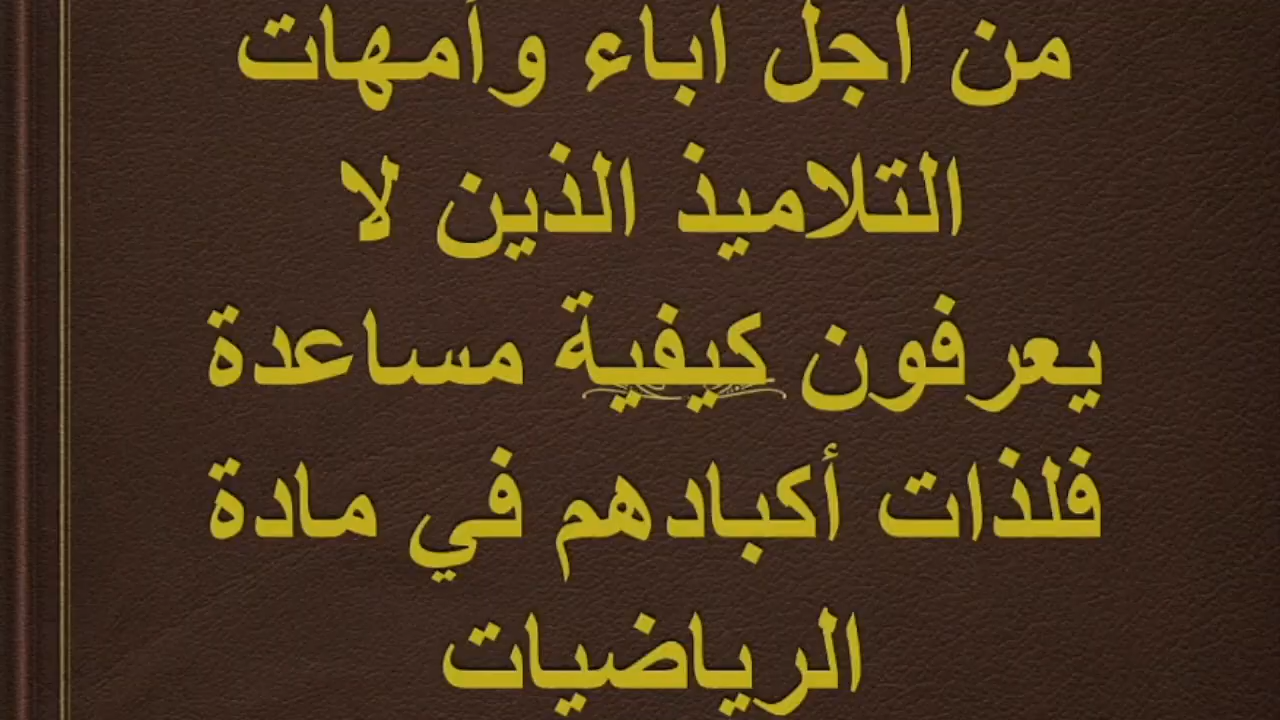 من اجل اباء وأمهات
التلاميذ الذين لا
يعرفون كيفية مساعدة
فلذات أكبادهم في مادة
الرياضيات